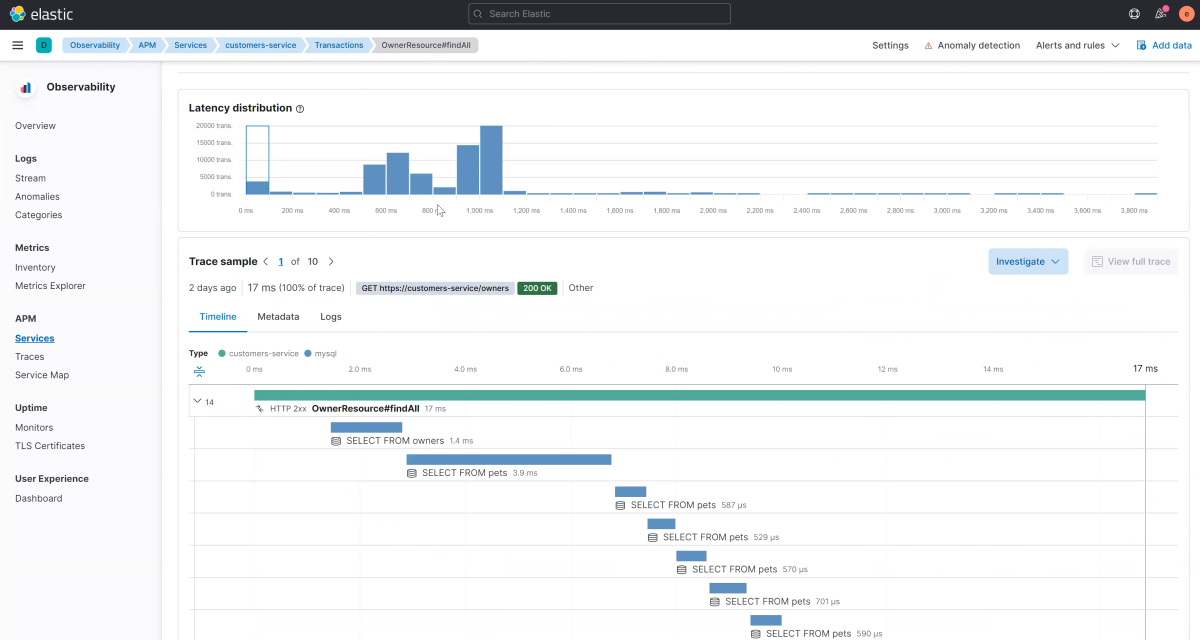 elastic
Search Elastic
e
D
Observability
APM
Services
customers-service
Transactions
OwnerResource#findAll
Settings
Anomaly detection
Alerts and rules
Add data
Observability
Overview
Logs
Stream
Anomalies
Categories
Metrics
Inventory
Metrics Explorer
APM
Services
Traces
Service Map
Uptime
Monitors
TLS Certificates
User Experience
Dashboard
Latency distribution
20000 trans.
15000 trans.
10000 trans.
5000 trans.
0 trans.
0 ms 200 ms 400 ms 600 ms 800 1,000 ms 1,200 ms 1,400 ms 1,600 ms 1,800 ms 2,000 ms 2,200 ms 2,400 ms 2,600 ms 2,800 ms 3,000 ms 3,200 ms 3,400 ms 3,600 ms 3,800 ms
Trace sample 1 of 10
Investigate
View full trace
2 days ago 17 ms (100% of trace) GET https://customers-service/owners 200 OK Other
Timeline Metadata Logs
Type customers-service mysql
0 ms 2.0 ms 4.0 ms 6.0 ms 8.0 ms 10 ms 12 ms 14 ms 17 ms
14
HTTP 2xx OwnerResource#findAll 17 ms
SELECT FROM owners 1.4 ms
SELECT FROM pets 3.9 ms
SELECT FROM pets 587 μs
SELECT FROM pets 529 μs
SELECT FROM pets 570 μs
SELECT FROM pets 701 μs
SELECT FROM pets 590 μs